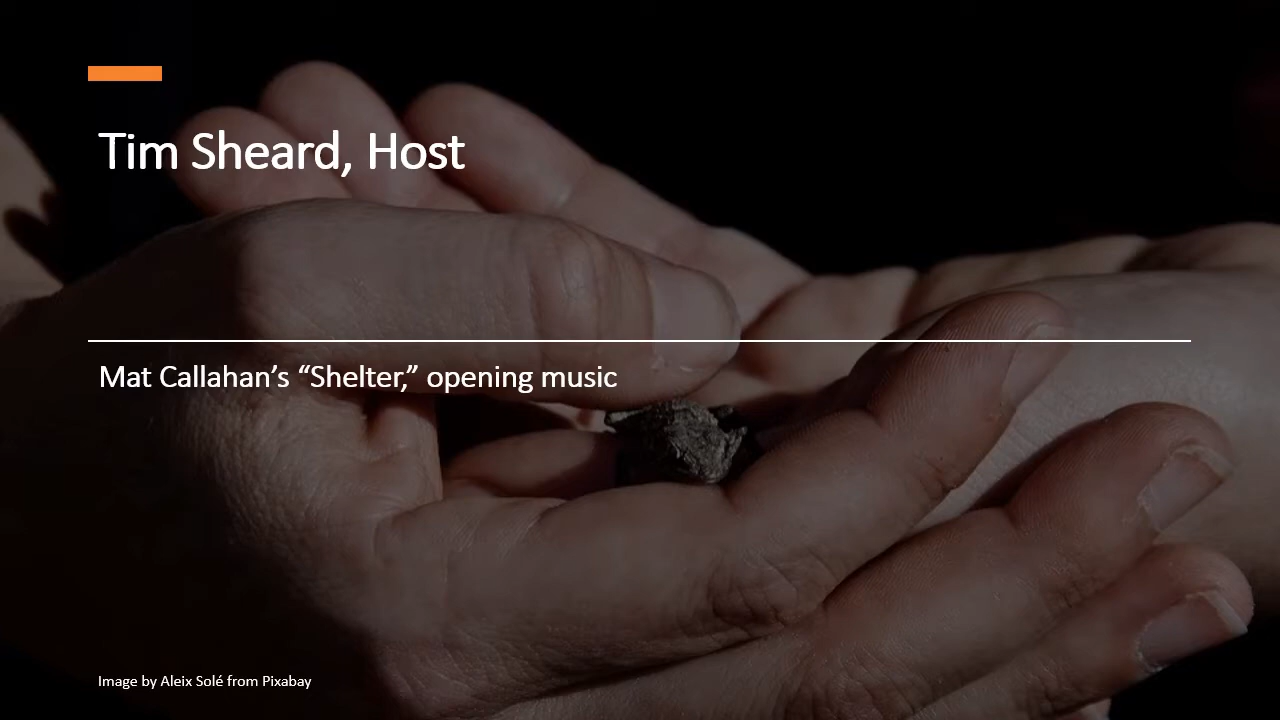 Tim Sheard, Host
Mat Callahan’s “Shelter,” opening music
Image by Aleix Solé from Pixabay